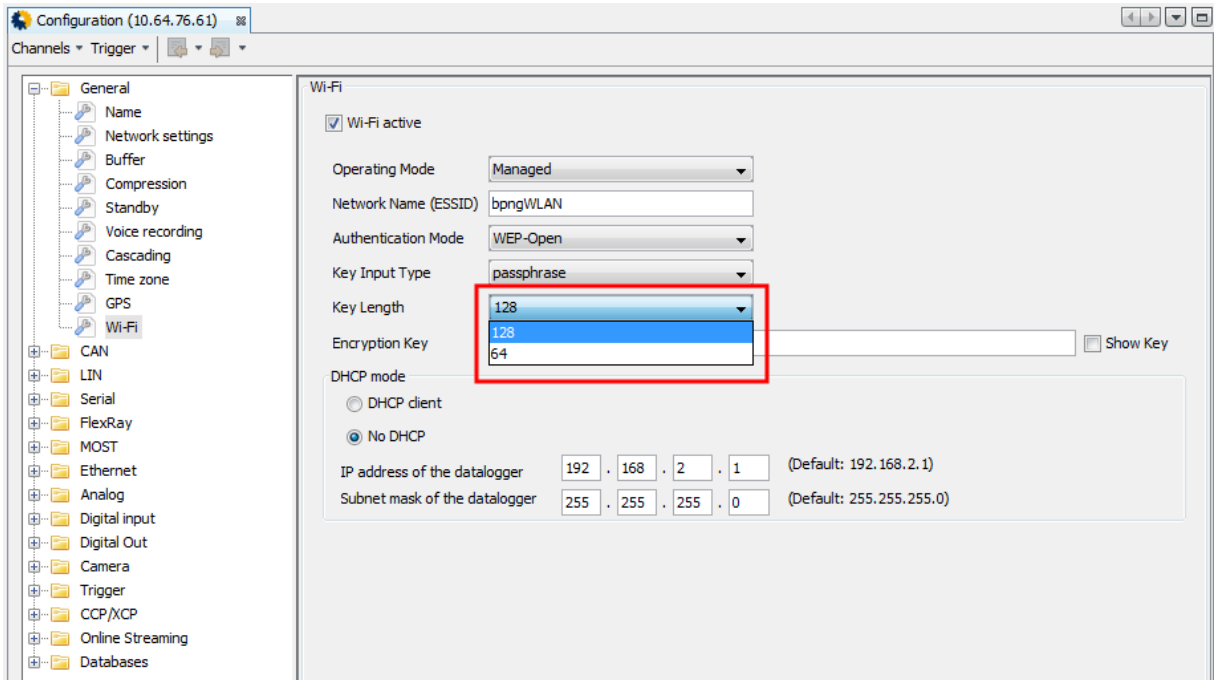 Configuration (10.64.76.61)
Channels Trigger
General
Name
Network settings
Buffer
Compression
Standby
Voice recording
Cascading
Time zone
GPS
Wi-Fi
CAN
LIN
Serial
FlexRay
MOST
Ethernet
Analog
Digital input
Digital Out
Camera
Trigger
CCP/XCP
Online Streaming
Databases
Wi-Fi
Wi-Fi active
Operating Mode Managed
Network Name (ESSID) bpngWLAN
Authentication Mode WEP-Open
Key Input Type passphrase
Key Length 128
128
64
Encryption Key Show Key
DHCP mode
DHCP client
No DHCP
IP address of the datalogger 192 . 168 . 2 . 1 (Default: 192.168.2.1)
Subnet mask of the datalogger 255 . 255 . 255 . 0 (Default: 255.255.255.0)